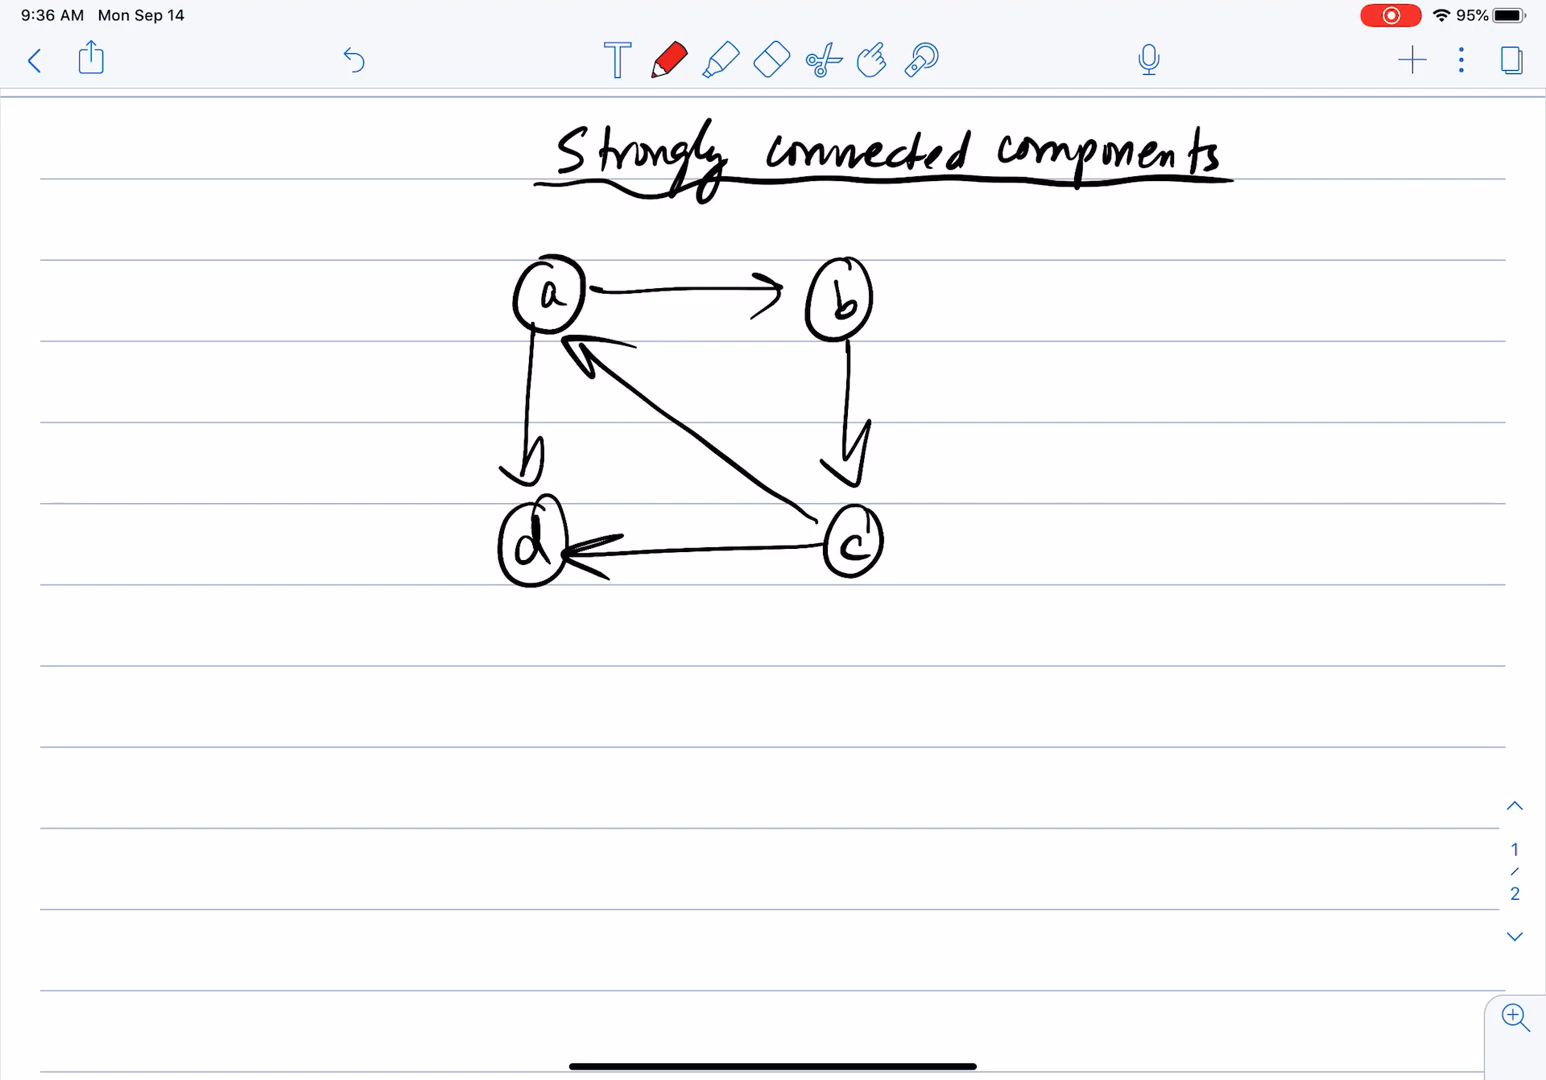 9:36 AM Mon Sep 14
95%
T
Strongly connected components
a
b
d
c
1
/
2